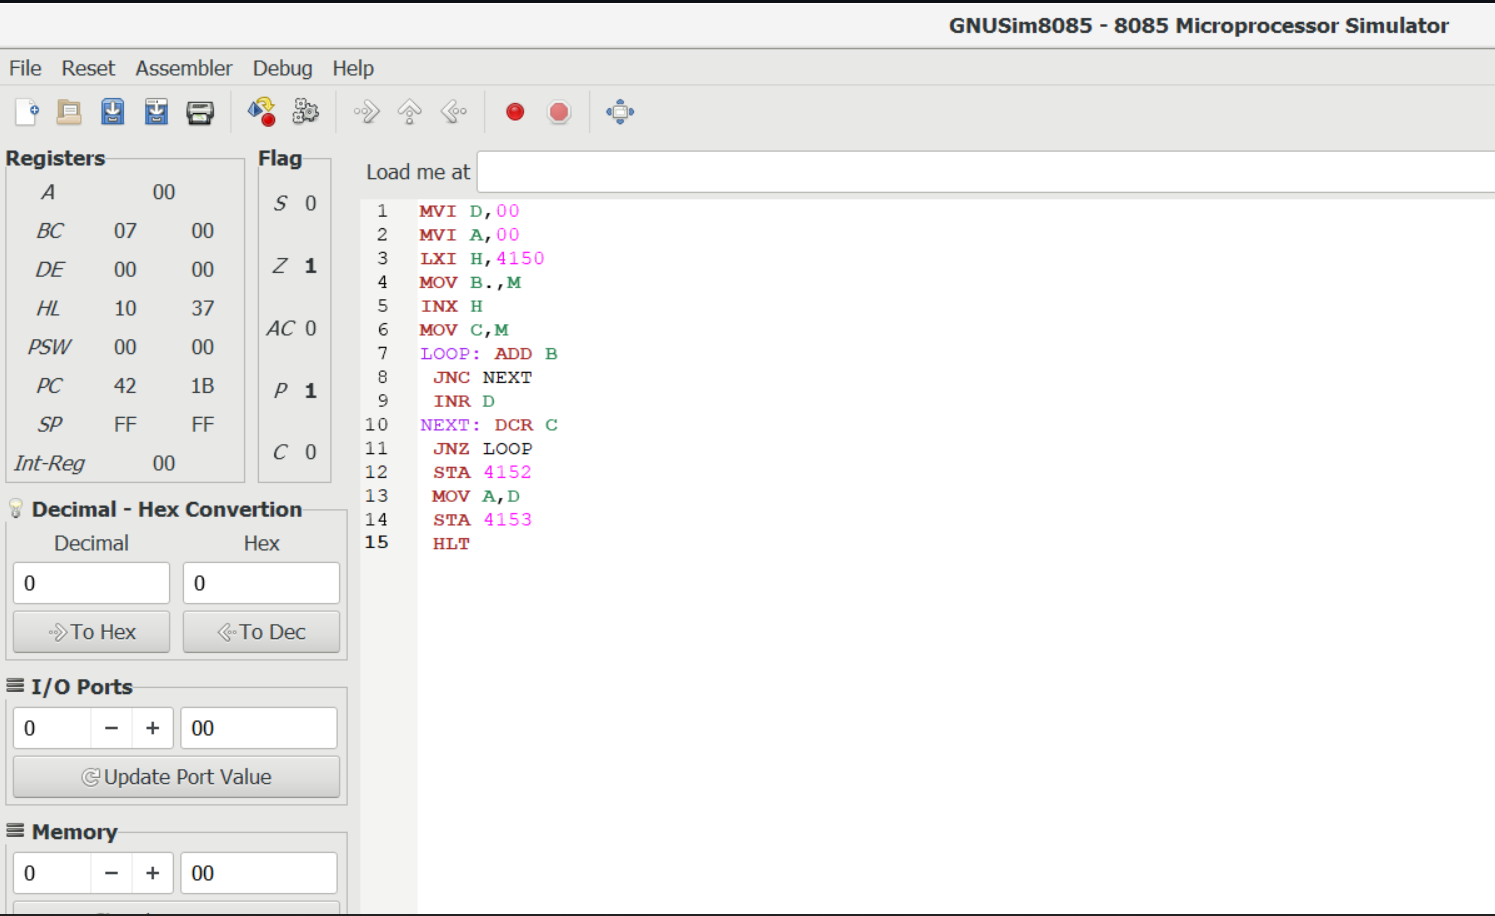 GNUSim8085 - 8085 Microprocessor Simulator
File Reset Assembler Debug Help
Registers
A 00
BC 07 00
DE 00 00
HL 10 37
PSW 00 00
PC 42 1B
SP FF FF
Int-Reg 00
Flag
S 0
Z 1
AC 0
P 1
C 0
Decimal - Hex Convertion
Decimal Hex
0 0
To Hex To Dec
I/O Ports
0 − + 00
Update Port Value
Memory
0 − + 00
Load me at
1 MVI D,00
2 MVI A,00
3 LXI H,4150
4 MOV B.,M
5 INX H
6 MOV C,M
7 LOOP: ADD B
8 JNC NEXT
9 INR D
10 NEXT: DCR C
11 JNZ LOOP
12 STA 4152
13 MOV A,D
14 STA 4153
15 HLT